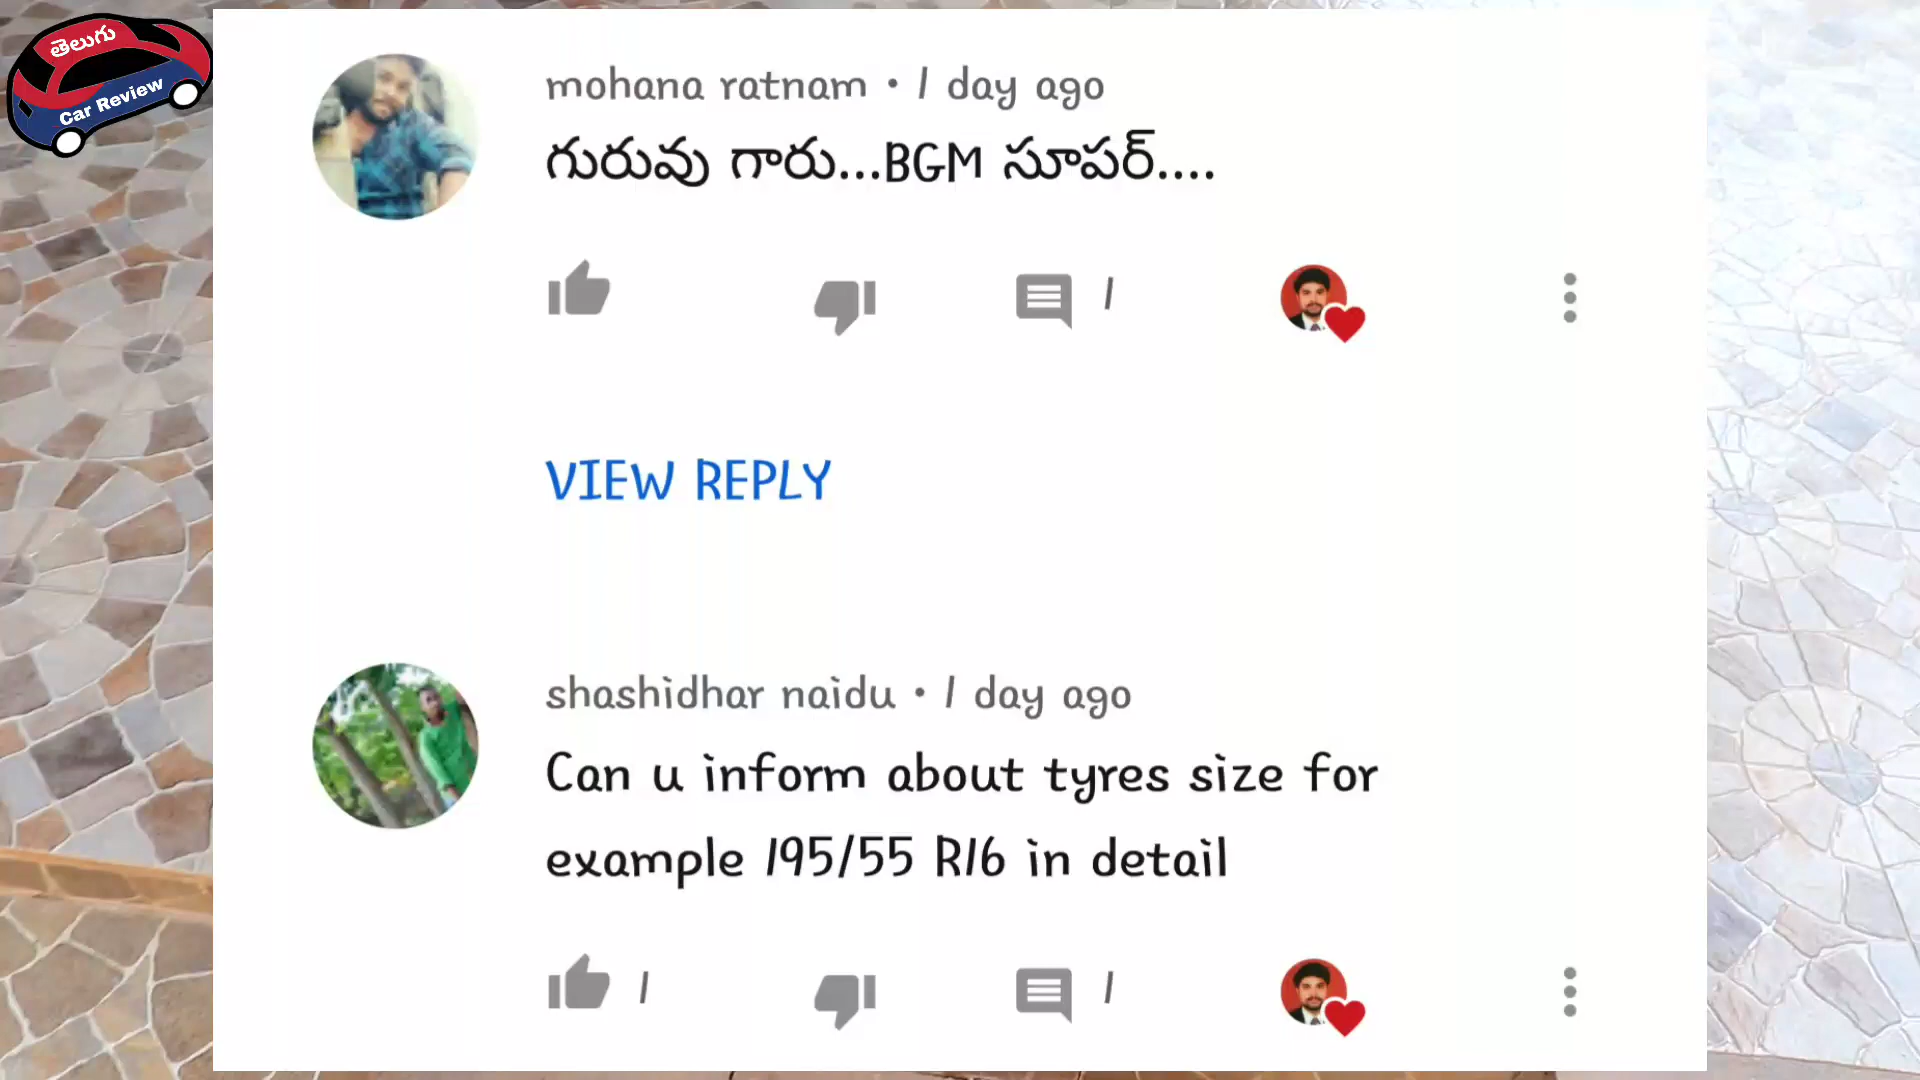 తెలుగు
Car Review
mohana ratnam • 1 day ago
గురువు గారు...BGM సూపర్....
1
VIEW REPLY
shashidhar naidu • 1 day ago
Can u inform about tyres size for
example 195/55 R16 in detail
1 1